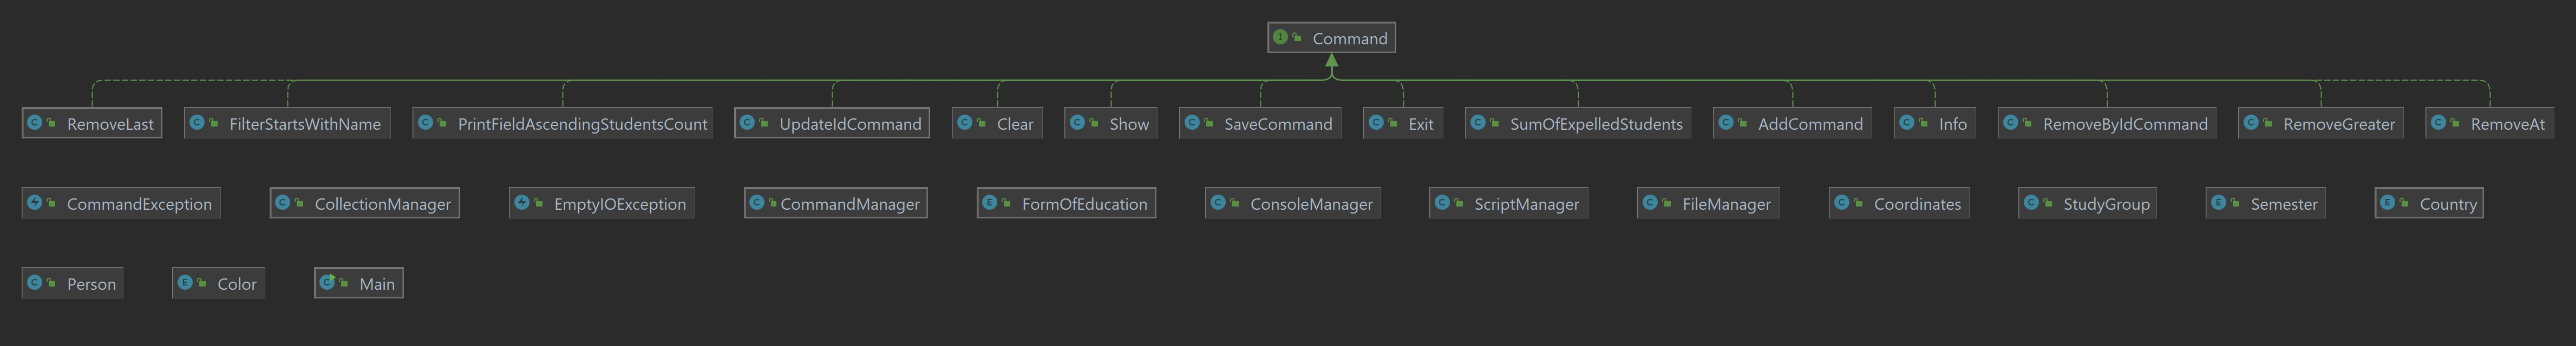 Command
RemoveLast FilterStartsWithName PrintFieldAscendingStudentsCount UpdateIdCommand Clear Show SaveCommand Exit SumOfExpelledStudents AddCommand Info RemoveByIdCommand RemoveGreater RemoveAt
CommandException CollectionManager EmptyIOException CommandManager FormOfEducation ConsoleManager ScriptManager FileManager Coordinates StudyGroup Semester Country
Person Color Main